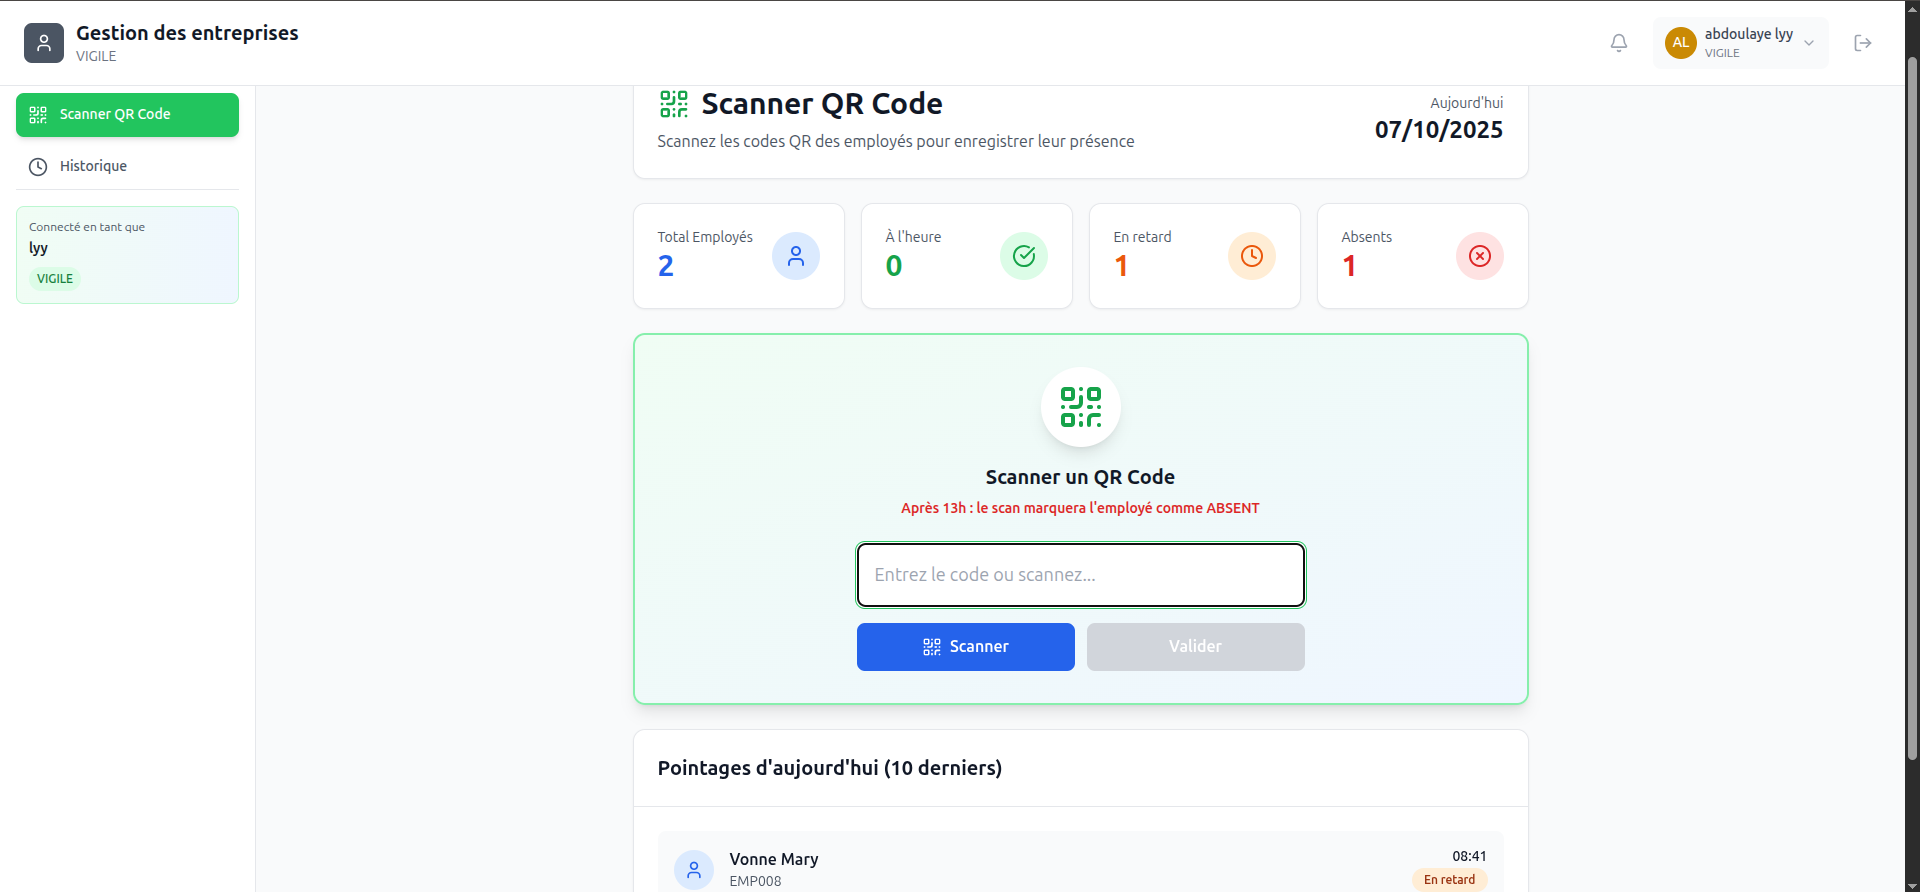 Gestion des entreprises
VIGILE
AL
abdoulaye lyy
VIGILE
Scanner QR Code
Historique
Connecté en tant que
lyy
VIGILE
Scanner QR Code
Scannez les codes QR des employés pour enregistrer leur présence
Aujourd'hui
07/10/2025
Total Employés
2
À l'heure
0
En retard
1
Absents
1
Scanner un QR Code
Après 13h : le scan marquera l'employé comme ABSENT
Entrez le code ou scannez...
Scanner
Valider
Pointages d'aujourd'hui (10 derniers)
Vonne Mary
EMP008
08:41
En retard